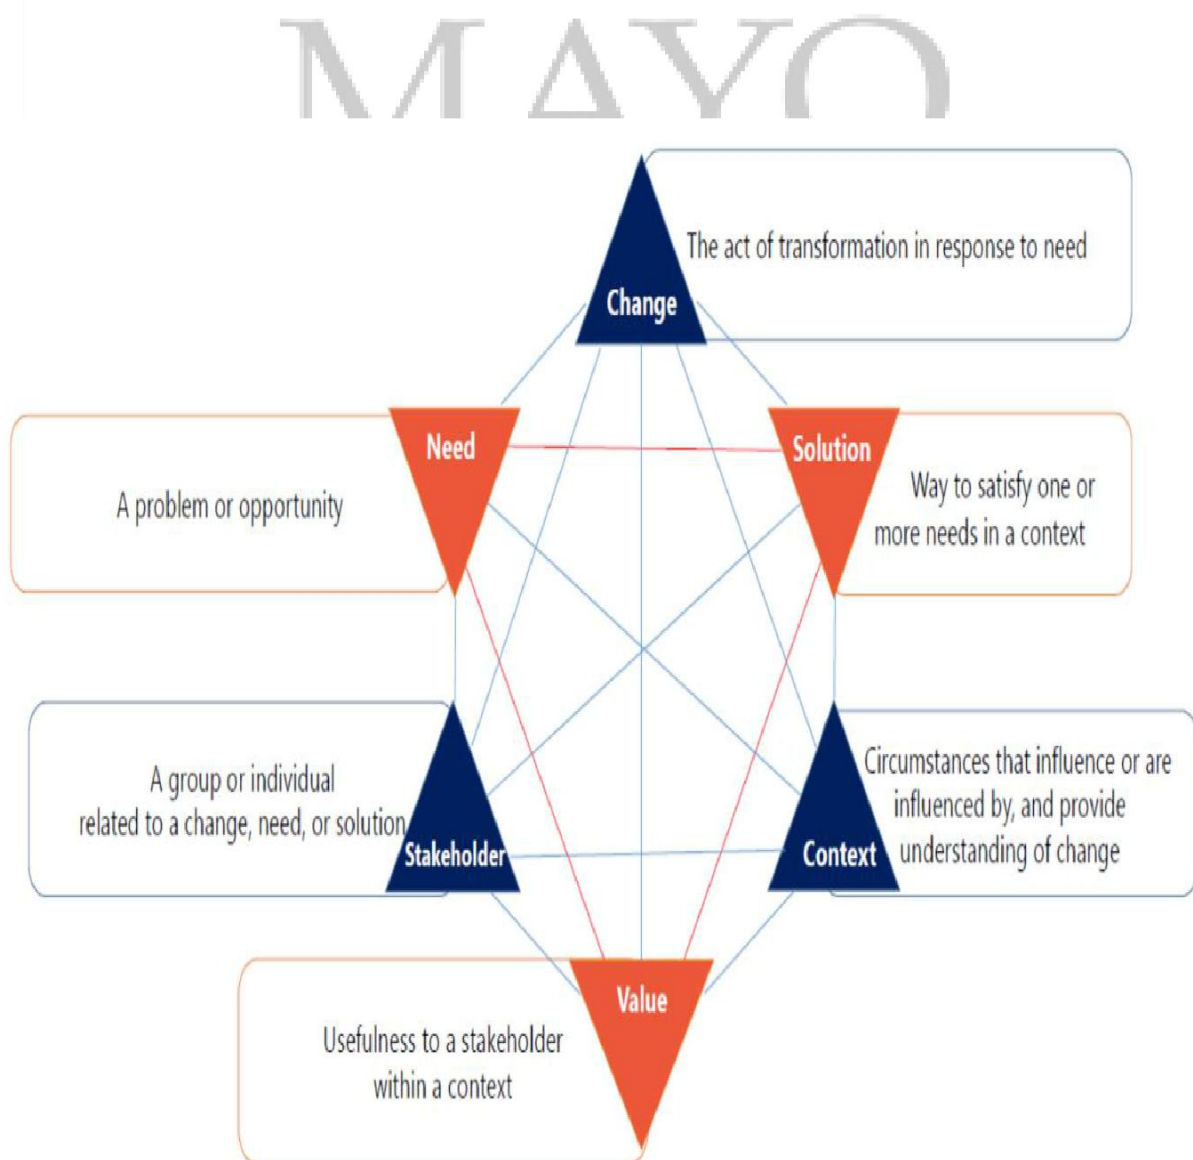 MAYO
Change
The act of transformation in response to need
Need
A problem or opportunity
Solution
Way to satisfy one or
more needs in a context
Stakeholder
A group or individual
related to a change, need, or solution
Context
Circumstances that influence or are
influenced by, and provide
understanding of change
Value
Usefulness to a stakeholder
within a context